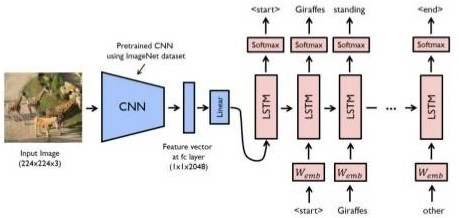 <start> Giraffes standing <end>
Softmax Softmax Softmax Softmax
Pretrained CNN
using ImageNet dataset
CNN
Linear
LSTM LSTM LSTM ... LSTM
Input Image
(224x224x3)
Feature vector
at fc layer
(1x1x2048)
Wemb Wemb Wemb
<start> Giraffes other